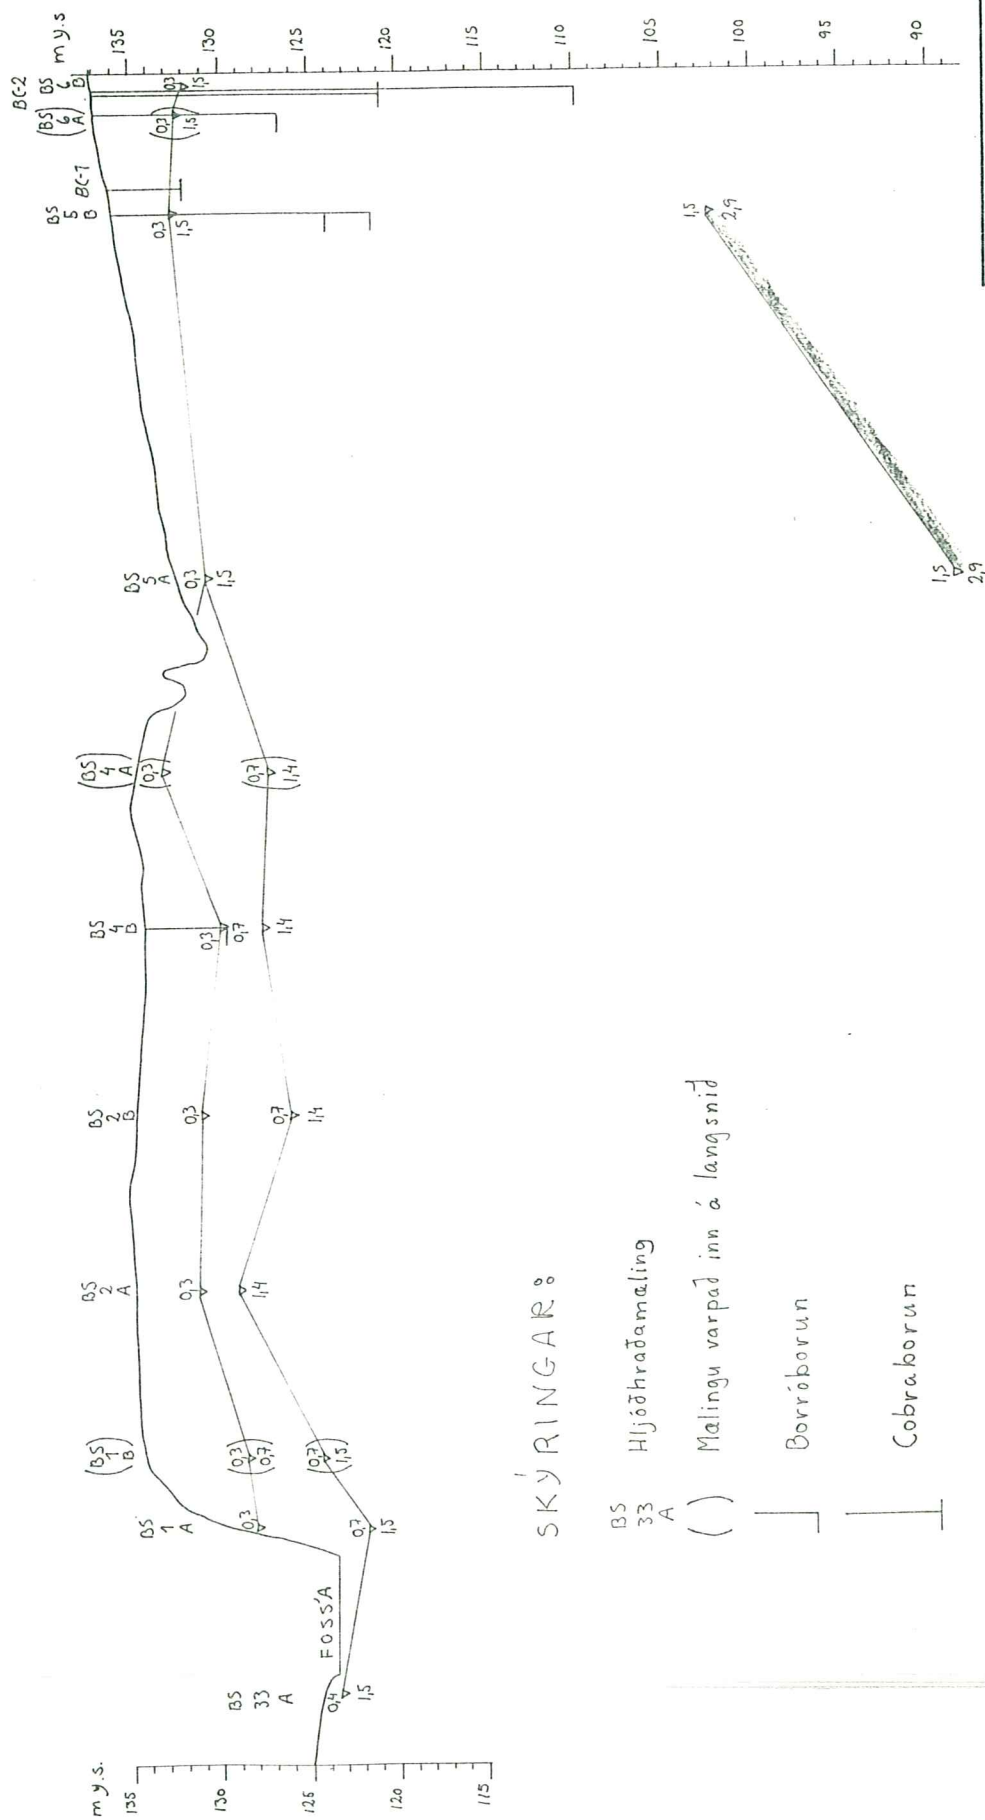 m y.s.
135
130
125
120
115
BS
33
A
0,4
1,5
FOSS'A
BS
1
A
0,3
0,7
1,5
(BS
1
B)
(0,3
0,7)
(0,7
1,5)
BS
2
A
0,3
1,4
BS
2
B
0,3
0,7
1,4
BS
4
B
0,3
0,7
1,4
(BS
4
A)
(0,3)
(0,7
1,4)
BS
5
A
0,3
1,5
BS
5
B
0,3
1,5
BC-1
(BS
6
A)
(0,3
1,5)
BC-2
BS
6
B
0,3
1,5
m y.s
135
130
125
120
115
110
105
100
95
90
1,5
2,9
1,5
2,9
SKÝRINGAR:
BS
33
A
Hljóðhraðamæling
( ) Malingu varpað inn á langsnið
Borróborun
Cobraborun